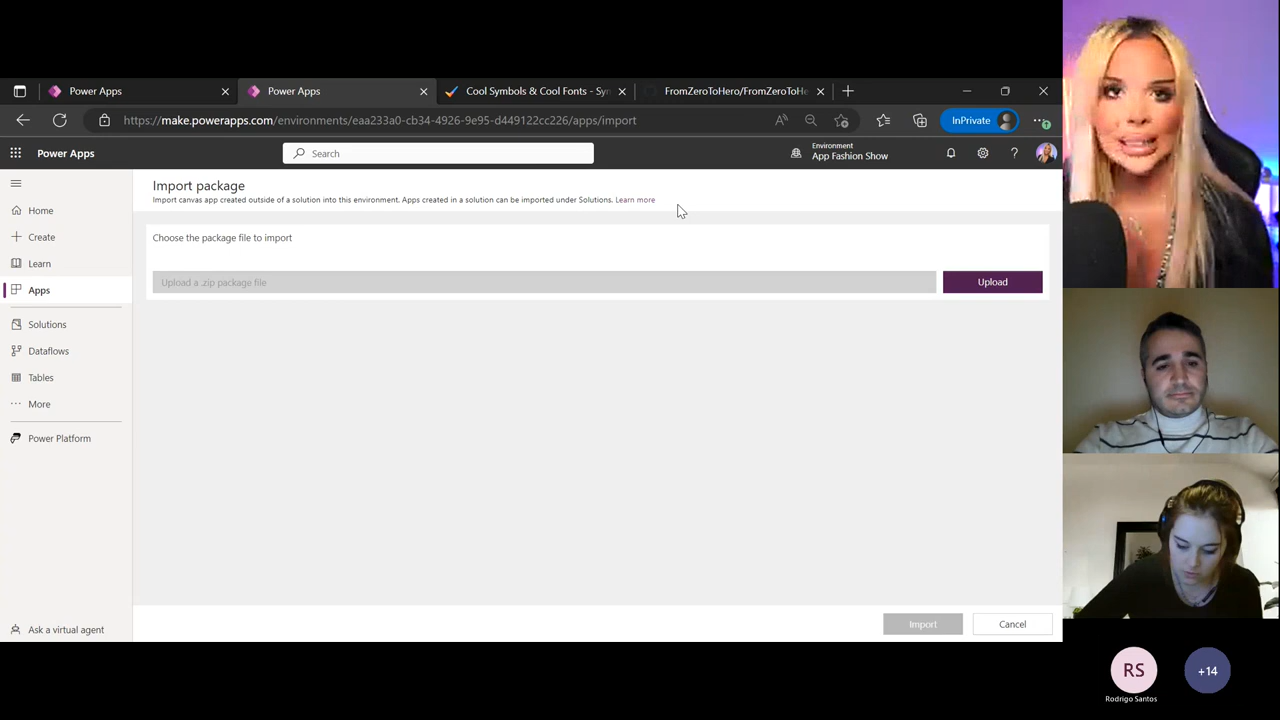 Power Apps
Power Apps
Cool Symbols & Cool Fonts - Syn
FromZeroToHero/FromZeroToHe
https://make.powerapps.com/environments/eaa233a0-cb34-4926-9e95-d449122cc226/apps/import
InPrivate
Power Apps
Search
Environment
App Fashion Show
Import package
Import canvas app created outside of a solution into this environment. Apps created in a solution can be imported under Solutions. Learn more
Home
Create
Learn
Apps
Solutions
Dataflows
Tables
More
Power Platform
Ask a virtual agent
Choose the package file to import
Upload a .zip package file
Upload
Import
Cancel
RS
Rodrigo Santos
+14